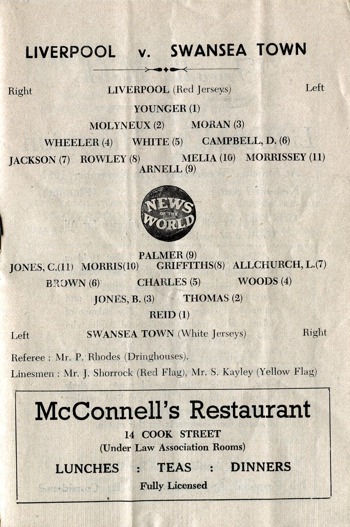 LIVERPOOL v. SWANSEA TOWN
Right LIVERPOOL (Red Jerseys) Left
YOUNGER (1)
MOLYNEUX (2) MORAN (3)
WHEELER (4) WHITE (5) CAMPBELL, D. (6)
JACKSON (7) ROWLEY (8) MELIA (10) MORRISSEY (11)
ARNELL (9)
NEWS
OF THE
WORLD
PALMER (9)
JONES, C.(11) MORRIS(10) GRIFFITHS(8) ALLCHURCH, L.(7)
BROWN (6) CHARLES (5) WOODS (4)
JONES, B. (3) THOMAS (2)
REID (1)
Left SWANSEA TOWN (White Jerseys) Right
Referee : Mr. P. Rhodes (Dringhouses).
Linesmen : Mr. J. Shorrock (Red Flag), Mr. S. Kayley (Yellow Flag)
McConnell's Restaurant
14 COOK STREET
(Under Law Association Rooms)
LUNCHES : TEAS : DINNERS
Fully Licensed